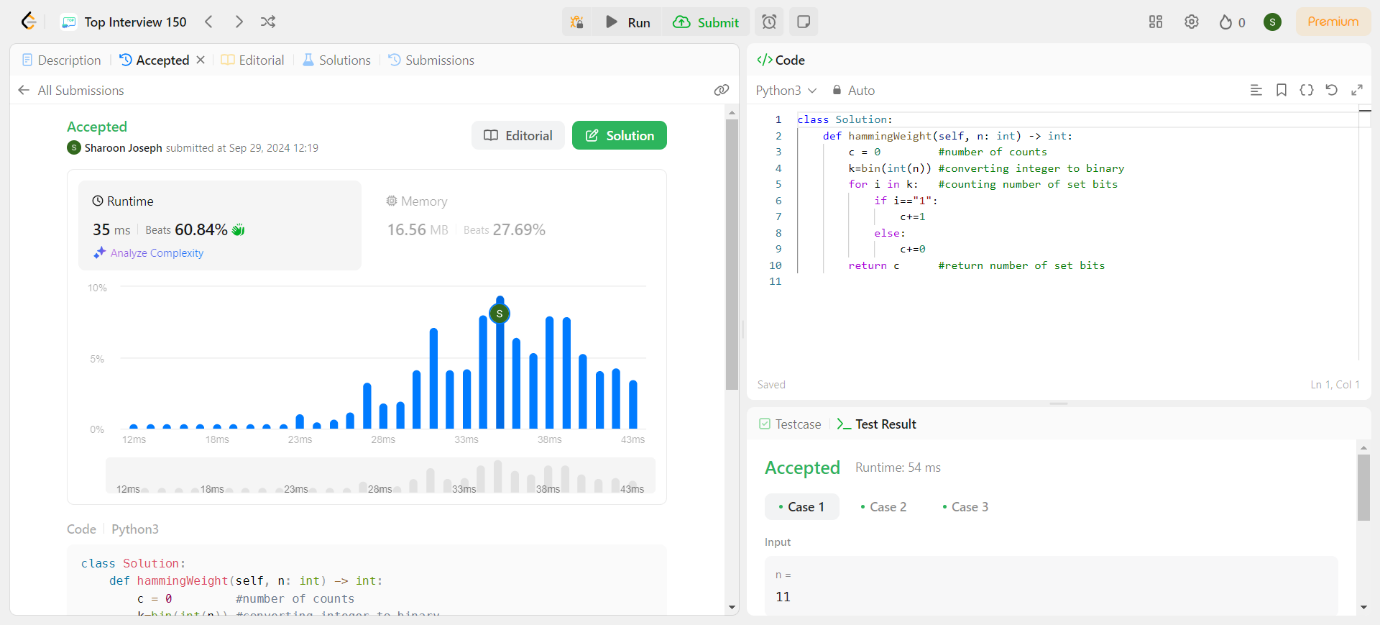 Top Interview 150
Run
Submit
0
S
Premium
Description
Accepted
Editorial
Solutions
Submissions
All Submissions
Accepted
S Sharoon Joseph submitted at Sep 29, 2024 12:19
Editorial
Solution
Runtime
35 ms Beats 60.84%
Analyze Complexity
Memory
16.56 MB Beats 27.69%
10%
5%
0%
S
12ms 18ms 23ms 28ms 33ms 38ms 43ms
12ms 18ms 23ms 28ms 33ms 38ms 43ms
Code Python3
class Solution:
    def hammingWeight(self, n: int) -> int:
        c = 0         #number of counts
        k=bin(int(n)) #converting integer to binary
</> Code
Python3 Auto
1 class Solution:
2     def hammingWeight(self, n: int) -> int:
3         c = 0         #number of counts
4         k=bin(int(n)) #converting integer to binary
5         for i in k:   #counting number of set bits
6             if i=="1":
7                 c+=1
8             else:
9                 c+=0
10         return c      #return number of set bits
11
Saved
Ln 1, Col 1
Testcase
>_ Test Result
Accepted Runtime: 54 ms
• Case 1 • Case 2 • Case 3
Input
n =
11